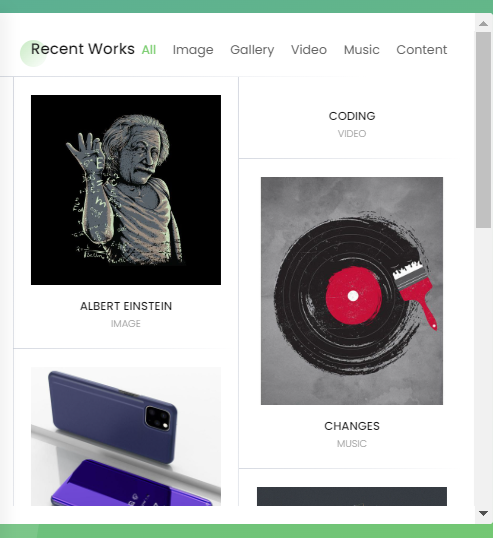 Recent Works All Image Gallery Video Music Content
ALBERT EINSTEIN
IMAGE
CODING
VIDEO
CHANGES
MUSIC